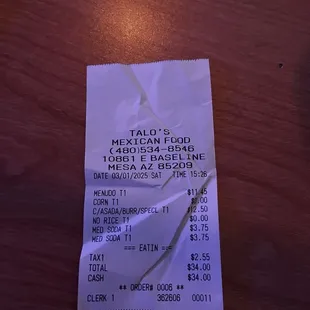 TALO'S
MEXICAN FOOD
(480)534-8546
10861 E BASELINE
MESA AZ 85209
DATE 03/01/2025 SAT TIME 15:26
MENUDO T1 $11.45
CORN T1 $0.00
C/ASADA/BURR/SPECL T1 $12.50
NO RICE T1 $0.00
MED SODA T1 $3.75
MED SODA T1 $3.75
=== EATIN ===
TAX1 $2.55
TOTAL $34.00
CASH $34.00
** ORDER# 0006 **
CLERK 1 362606 00011